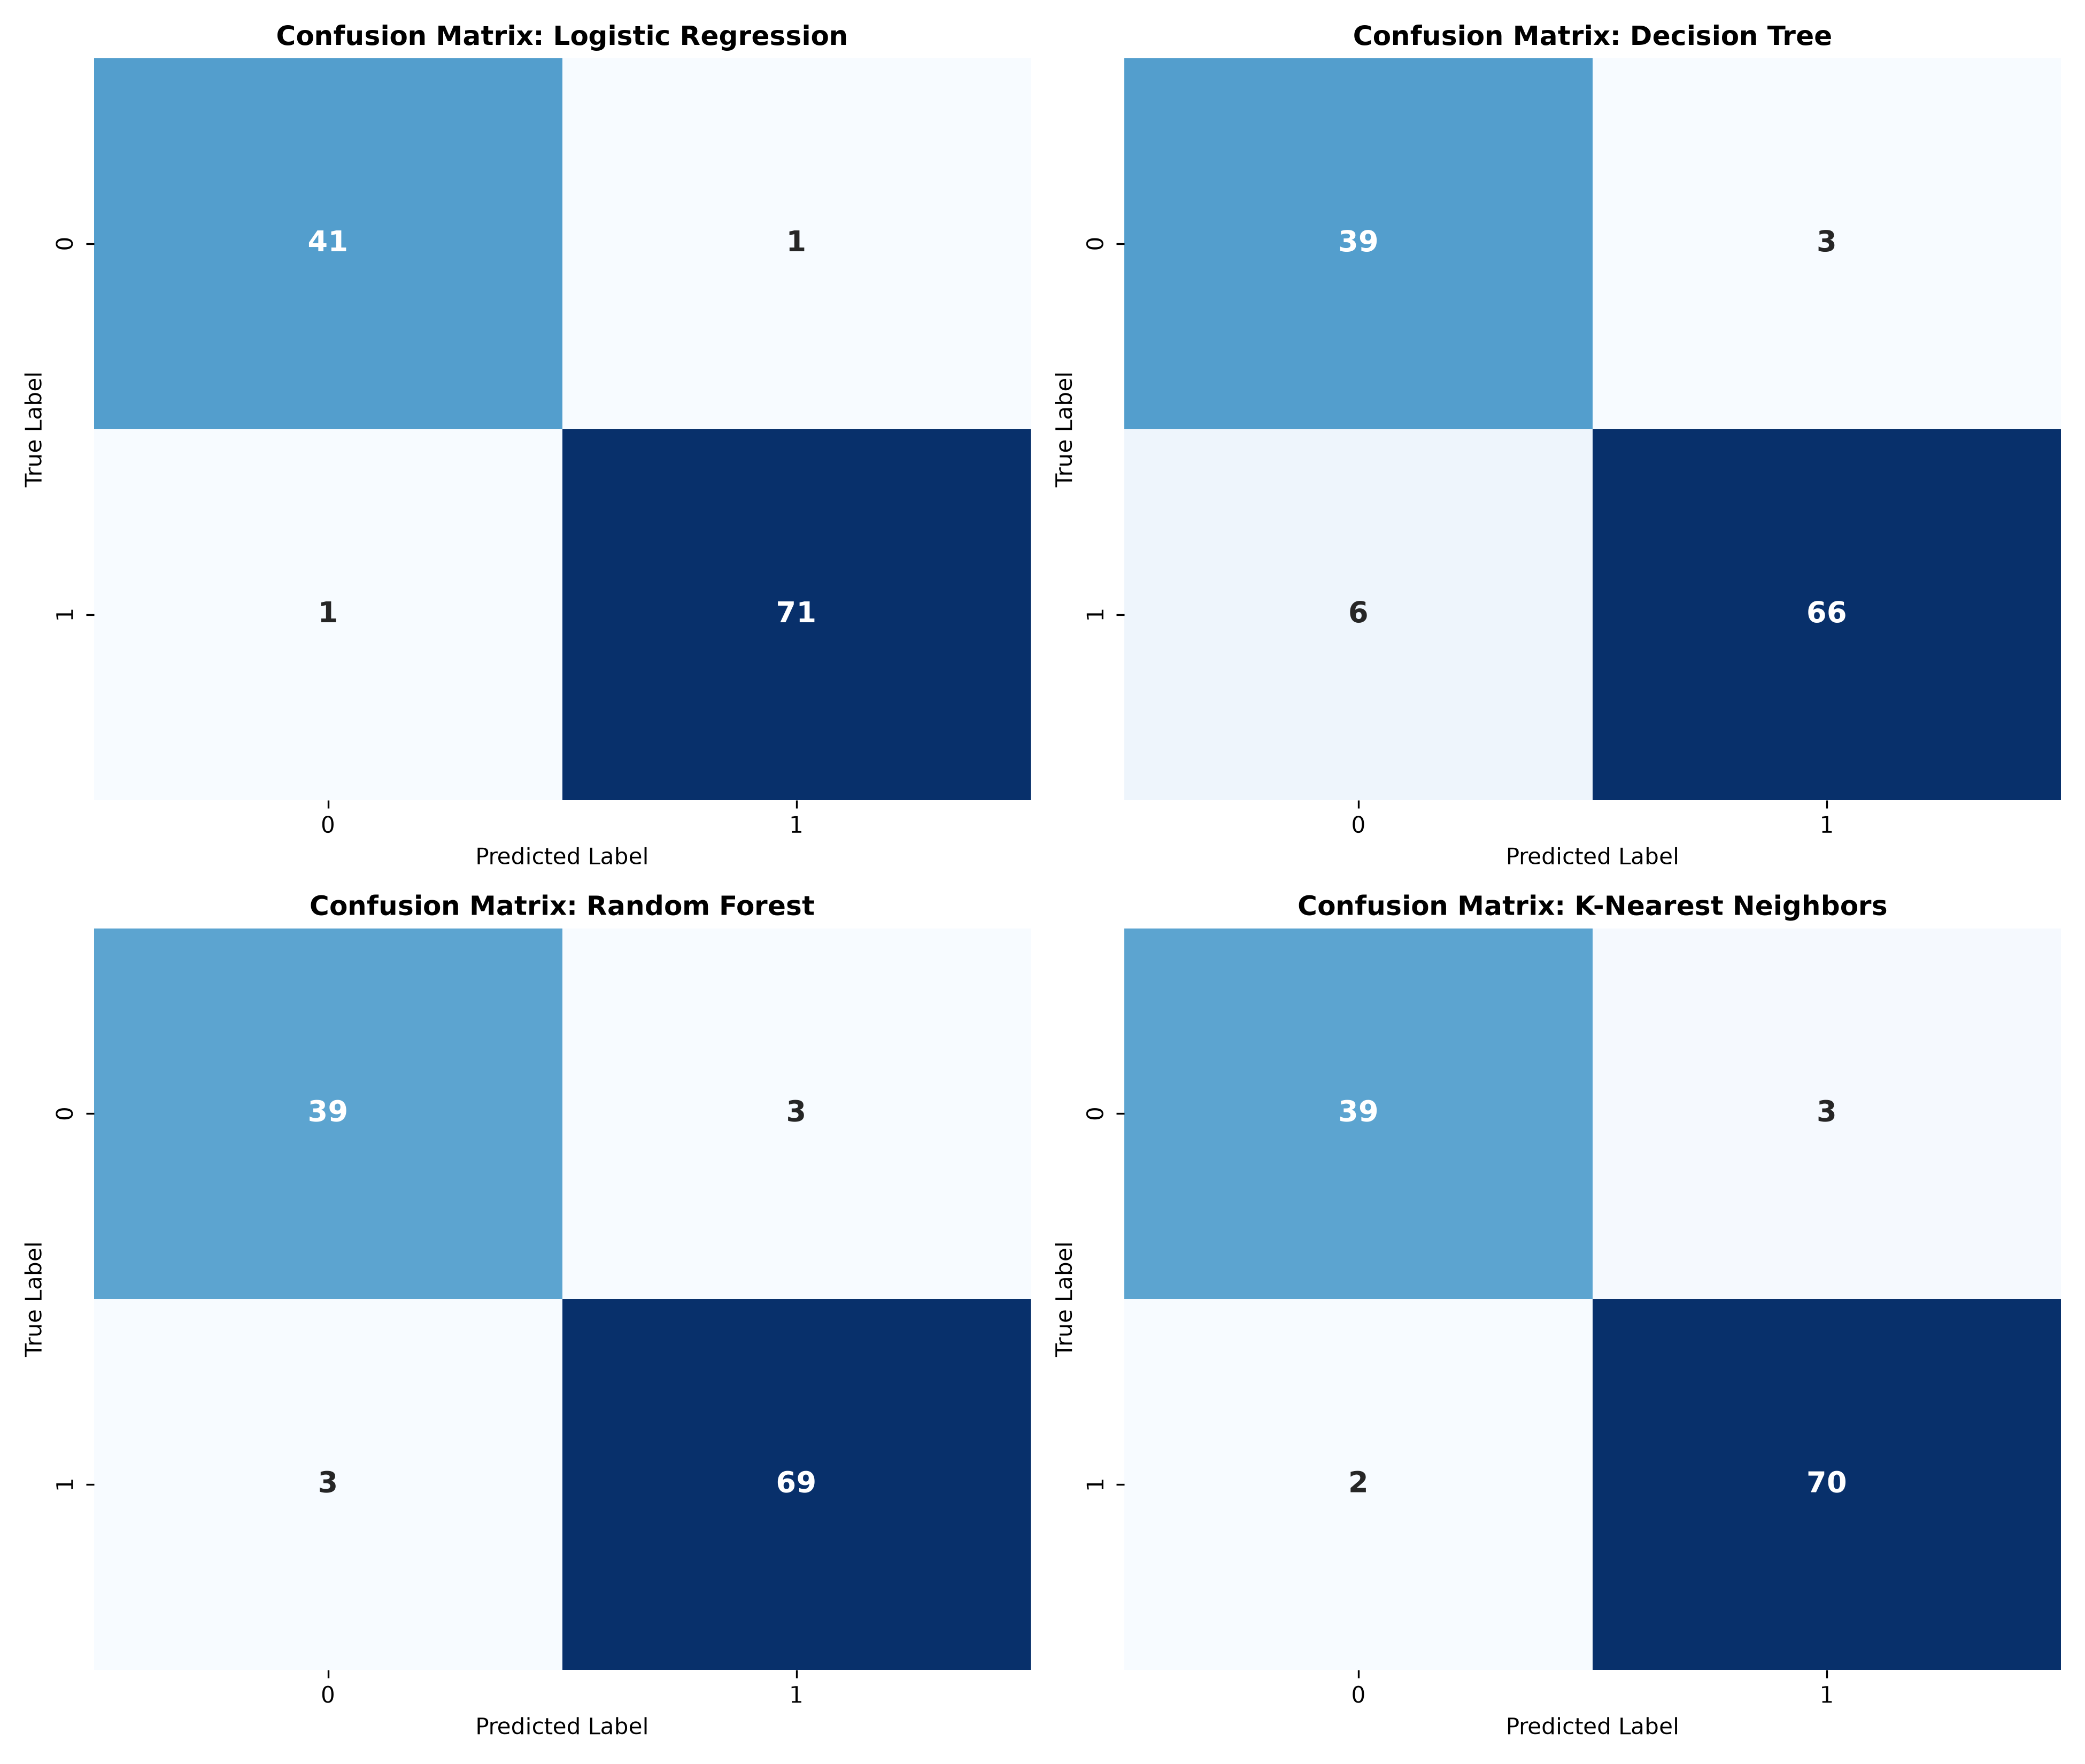 Confusion Matrix: Logistic Regression
True Label
0
41
1
1
1
71
0
1
Predicted Label
Confusion Matrix: Decision Tree
True Label
0
39
3
1
6
66
0
1
Predicted Label
Confusion Matrix: Random Forest
True Label
0
39
3
1
3
69
0
1
Predicted Label
Confusion Matrix: K-Nearest Neighbors
True Label
0
39
3
1
2
70
0
1
Predicted Label